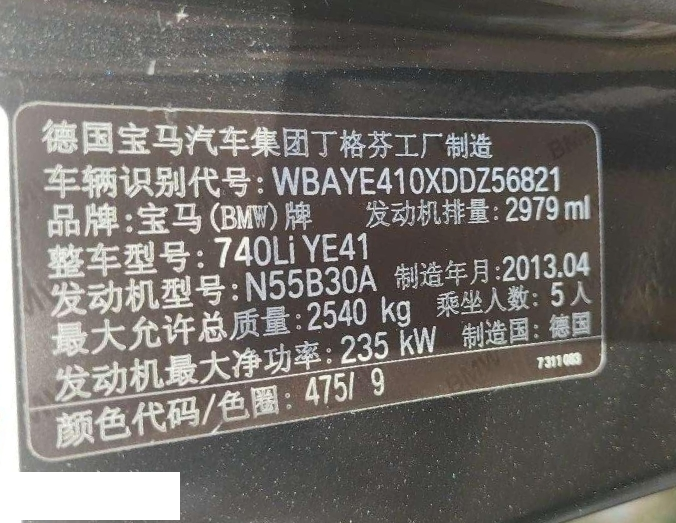 德国宝马汽车集团丁格芬工厂制造
车辆识别代号: WBAYE410XDDZ56821
品牌:宝马(BMW)牌 发动机排量:2979 ml
整车型号:740Li YE41
发动机型号:N55B30A 制造年月:2013.04
最大允许总质量:2540 kg 乘坐人数: 5 人
发动机最大净功率: 235 kW 制造国: 德国
7311083
颜色代码/色圈: 475/ 9